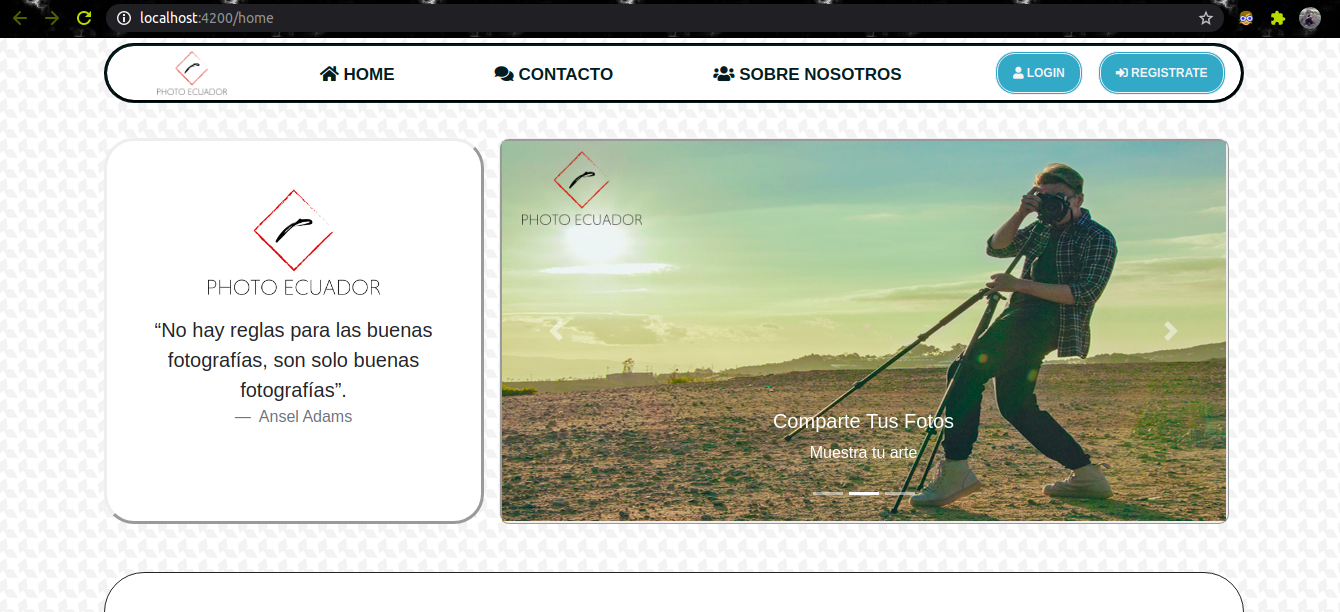 localhost:4200/home
PHOTO ECUADOR
HOME
CONTACTO
SOBRE NOSOTROS
LOGIN
REGISTRATE
PHOTO ECUADOR
“No hay reglas para las buenas
fotografías, son solo buenas
fotografías”.
— Ansel Adams
PHOTO ECUADOR
Comparte Tus Fotos
Muestra tu arte